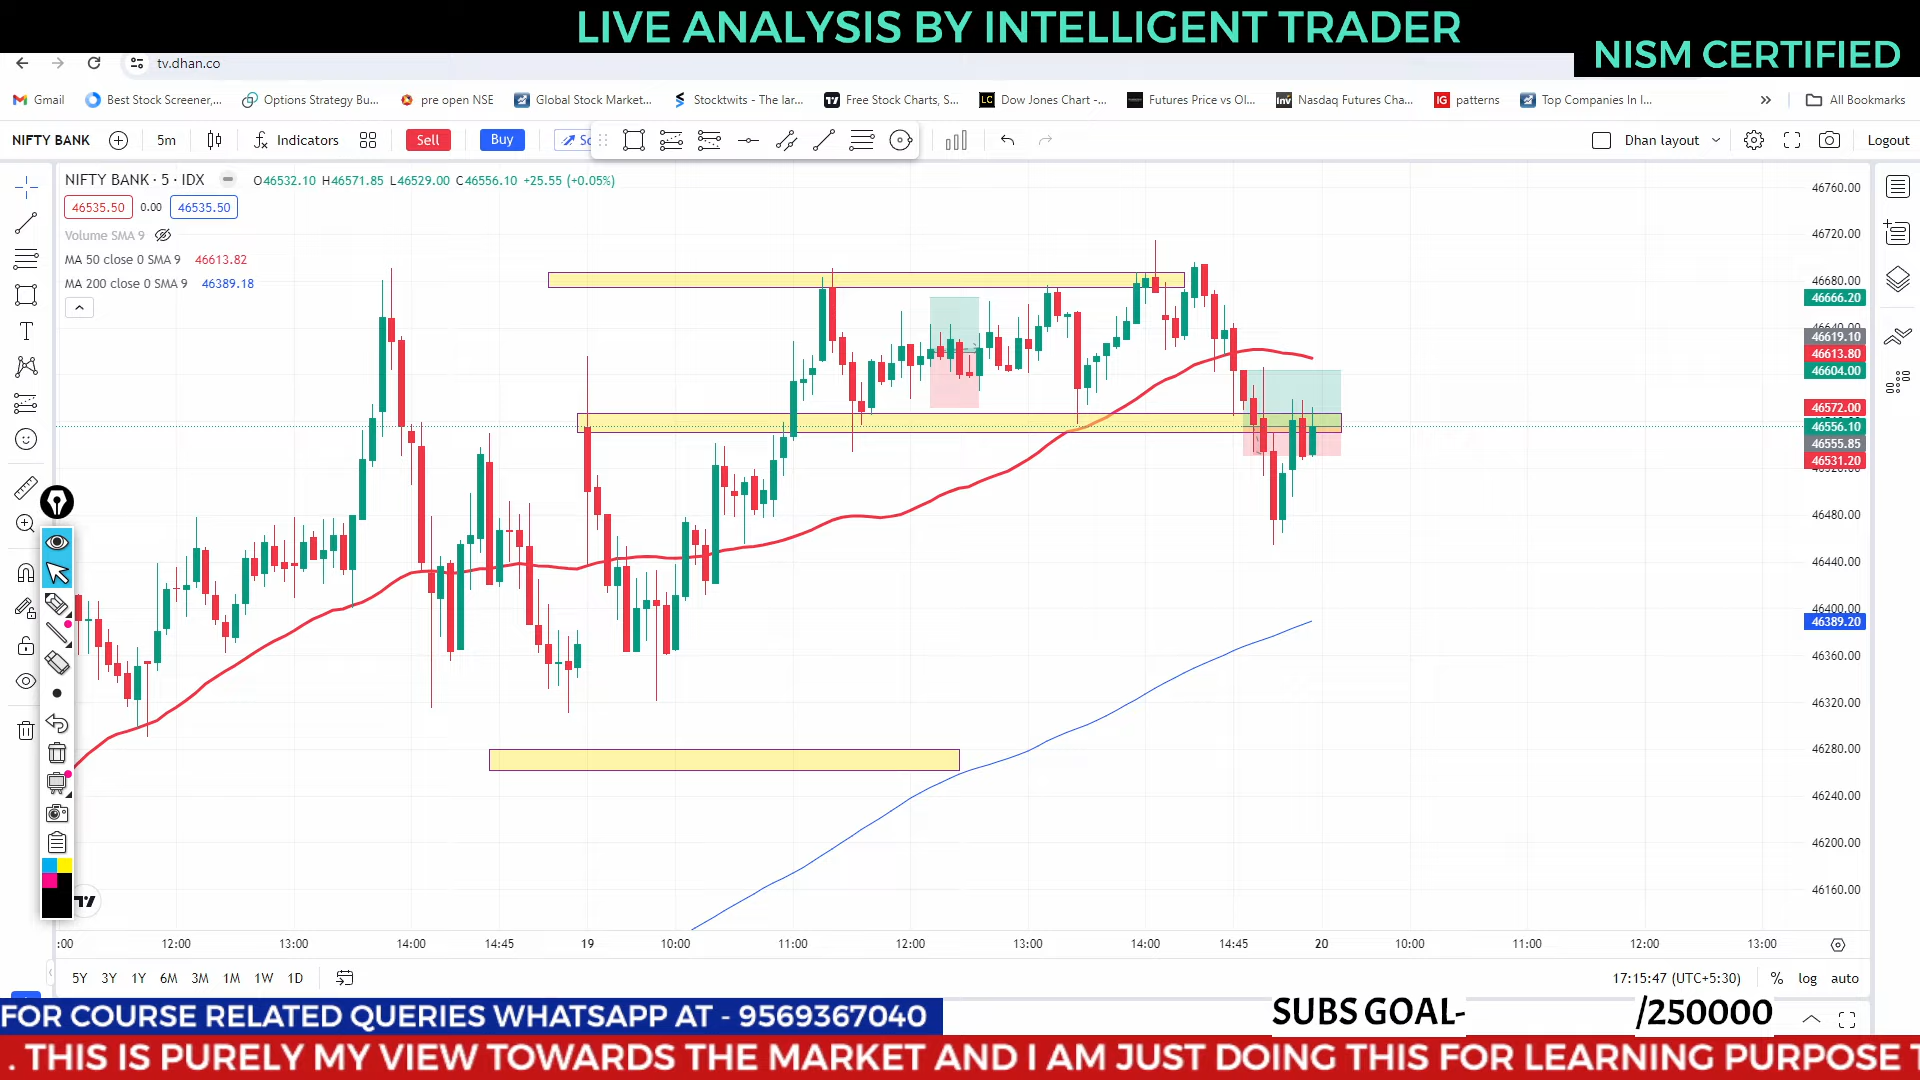 LIVE ANALYSIS BY INTELLIGENT TRADER
NISM CERTIFIED
tv.dhan.co
Gmail
Best Stock Screener,...
Options Strategy Bu...
pre open NSE
Global Stock Market...
Stocktwits - The lar...
Free Stock Charts, S...
Dow Jones Chart -...
Futures Price vs OI...
Nasdaq Futures Cha...
patterns
Top Companies In I...
All Bookmarks
NIFTY BANK
5m
Indicators
Sell
Buy
Dhan layout
Logout
NIFTY BANK · 5 · IDX
O46532.10 H46571.85 L46529.00 C46556.10 +25.55 (+0.05%)
46535.50 0.00 46535.50
Volume SMA 9
MA 50 close 0 SMA 9 46613.82
MA 200 close 0 SMA 9 46389.18
46760.00
46720.00
46680.00
46666.20
46640.00
46619.10
46613.80
46604.00
46572.00
46556.10
46555.85
46531.20
46520.00
46480.00
46440.00
46400.00
46389.20
46360.00
46320.00
46280.00
46240.00
46200.00
46160.00
:00 12:00 13:00 14:00 14:45 19 10:00 11:00 12:00 13:00 14:00 14:45 20 10:00 11:00 12:00 13:00
5Y 3Y 1Y 6M 3M 1M 1W 1D
17:15:47 (UTC+5:30) % log auto
FOR COURSE RELATED QUERIES WHATSAPP AT - 9569367040
SUBS GOAL- /250000
. THIS IS PURELY MY VIEW TOWARDS THE MARKET AND I AM JUST DOING THIS FOR LEARNING PURPOSE